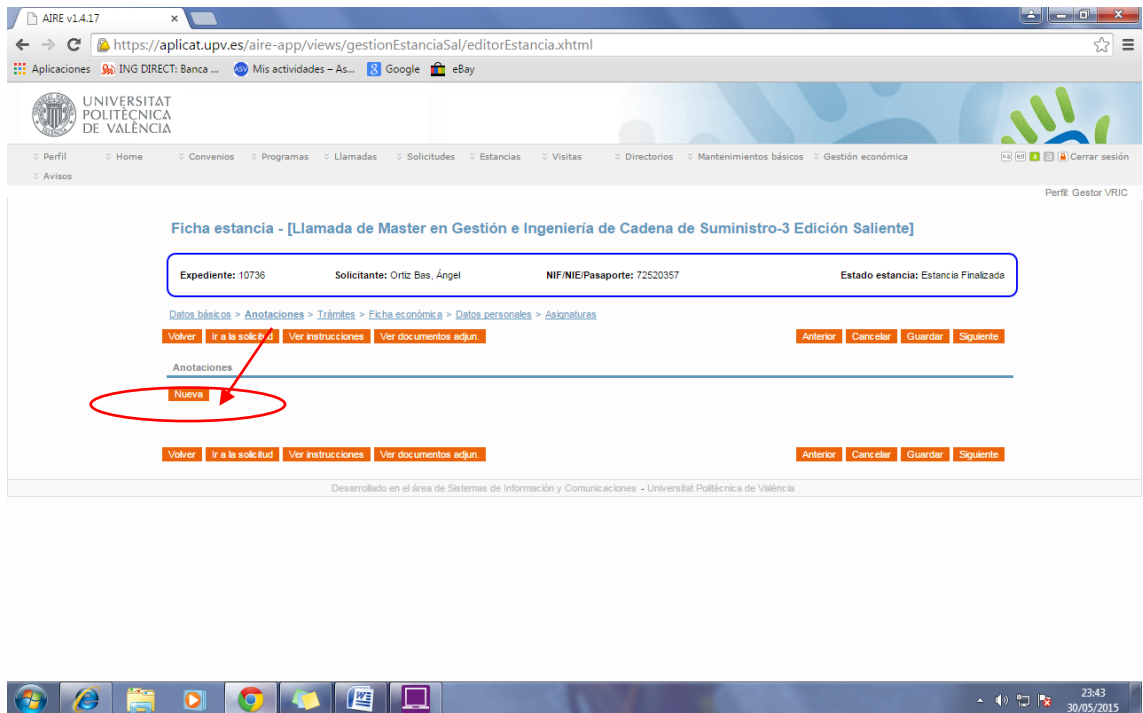 AIRE v1.4.17
https://aplicat.upv.es/aire-app/views/gestionEstanciaSal/editorEstancia.xhtml
Aplicaciones ING DIRECT: Banca ... Mis actividades – As... Google eBay
UNIVERSITAT
POLITÈCNICA
DE VALÈNCIA
Perfil Home Convenios Programas Llamadas Solicitudes Estancias Visitas Directorios Mantenimientos básicos Gestión económica Cerrar sesión
Avisos
Perfil: Gestor VRIC
Ficha estancia - [Llamada de Master en Gestión e Ingeniería de Cadena de Suministro-3 Edición Saliente]
Expediente: 10736 Solicitante: Ortiz Bas, Ángel NIF/NIE/Pasaporte: 72520357 Estado estancia: Estancia Finalizada
Datos básicos > Anotaciones > Trámites > Ficha económica > Datos personales > Asignaturas
Volver Ir a la solicitud Ver instrucciones Ver documentos adjun. Anterior Cancelar Guardar Siguiente
Anotaciones
Nueva
Volver Ir a la solicitud Ver instrucciones Ver documentos adjun. Anterior Cancelar Guardar Siguiente
Desarrollado en el área de Sistemas de Información y Comunicaciones - Universitat Politècnica de València
23:43
30/05/2015